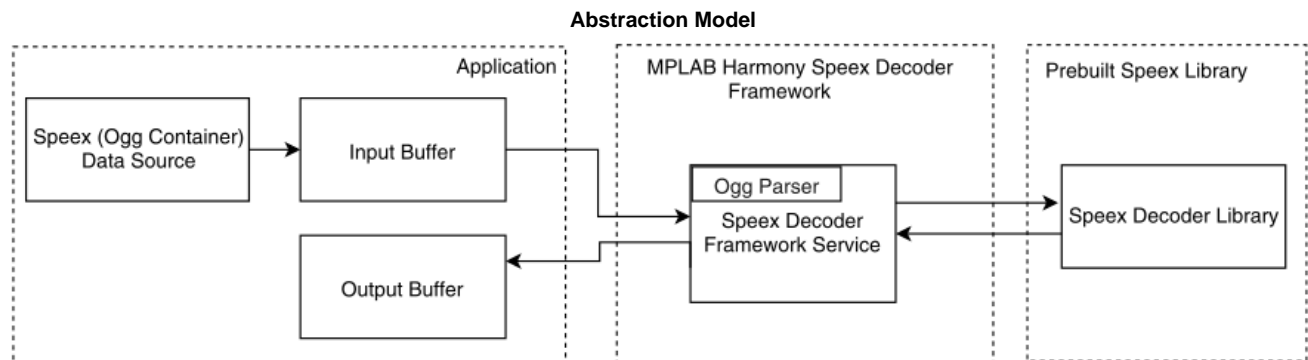 Abstraction Model
Application
MPLAB Harmony Speex Decoder
Framework
Prebuilt Speex Library
Speex (Ogg Container)
Data Source
Input Buffer
Ogg Parser
Speex Decoder
Framework Service
Speex Decoder Library
Output Buffer